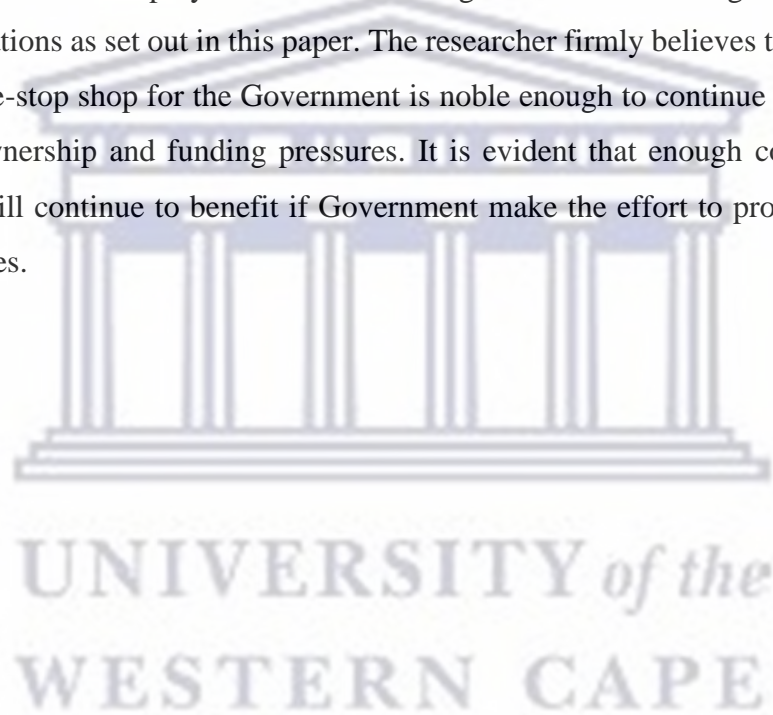 ations as set out in this paper. The researcher firmly believes t
e-stop shop for the Government is noble enough to continue
wnership and funding pressures. It is evident that enough co
ill continue to benefit if Government make the effort to pro
es.
UNIVERSITY of the
WESTERN CAPE